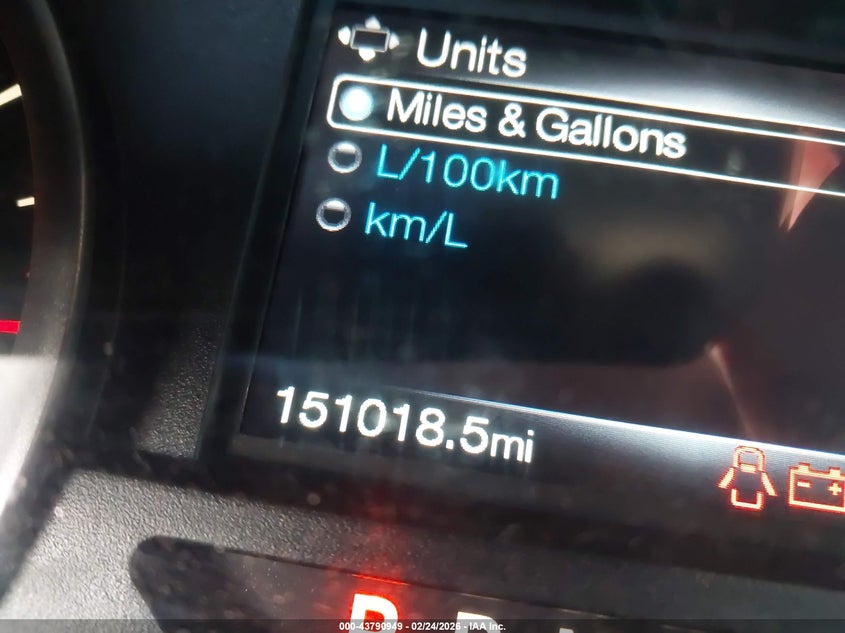 Units
Miles & Gallons
L/100km
km/L
151018.5mi
000-43790949 - 02/24/2026 - IAA Inc.